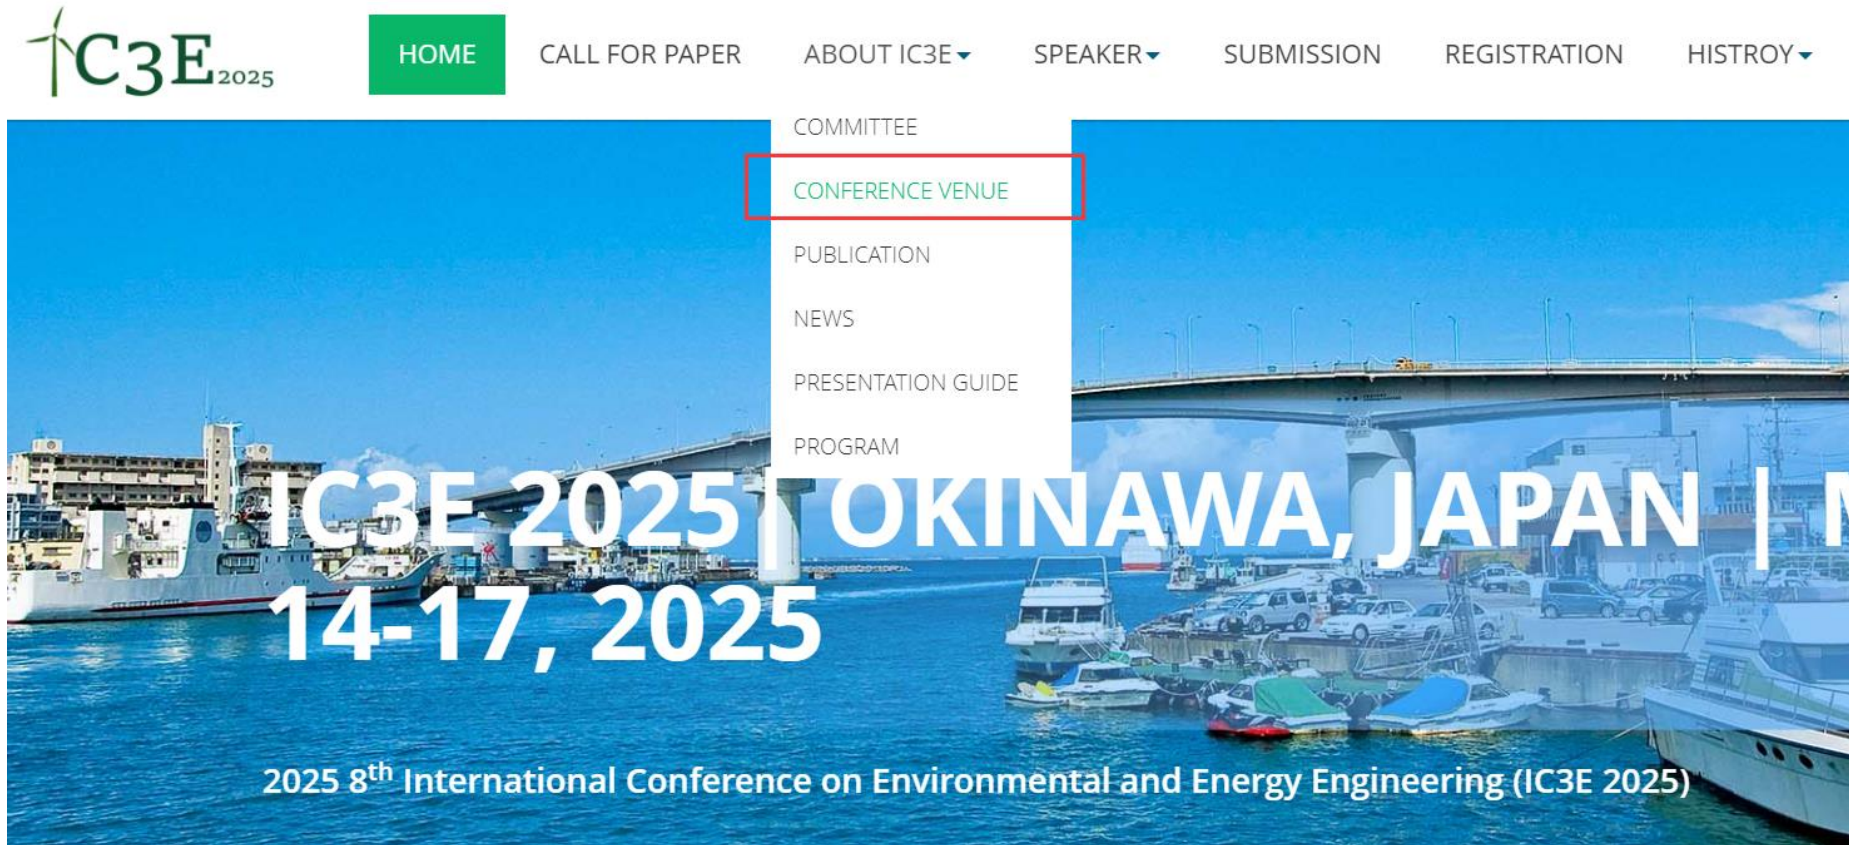 C3E2025
HOME
CALL FOR PAPER
ABOUT IC3E
SPEAKER
SUBMISSION
REGISTRATION
HISTROY
COMMITTEE
CONFERENCE VENUE
PUBLICATION
NEWS
PRESENTATION GUIDE
PROGRAM
IC3E 2025| OKINAWA, JAPAN |
14-17, 2025
2025 8th International Conference on Environmental and Energy Engineering (IC3E 2025)